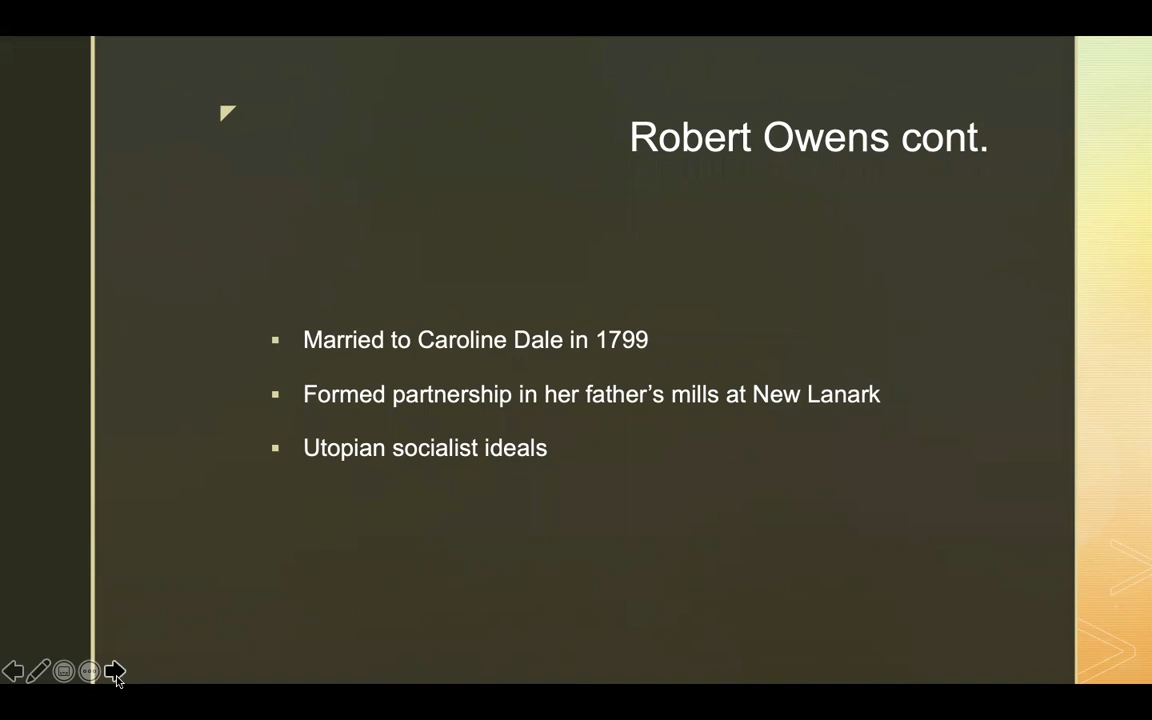 Robert Owens cont.
▪ Married to Caroline Dale in 1799
▪ Formed partnership in her father’s mills at New Lanark
▪ Utopian socialist ideals